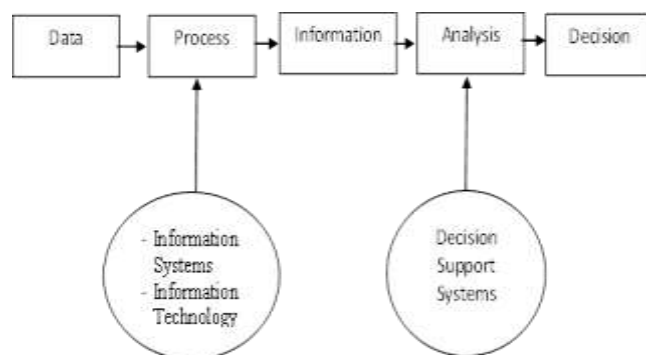 Data
Process
Information
Analysis
Decision
- Information
Systems
- Information
Technology
Decision
Support
Systems